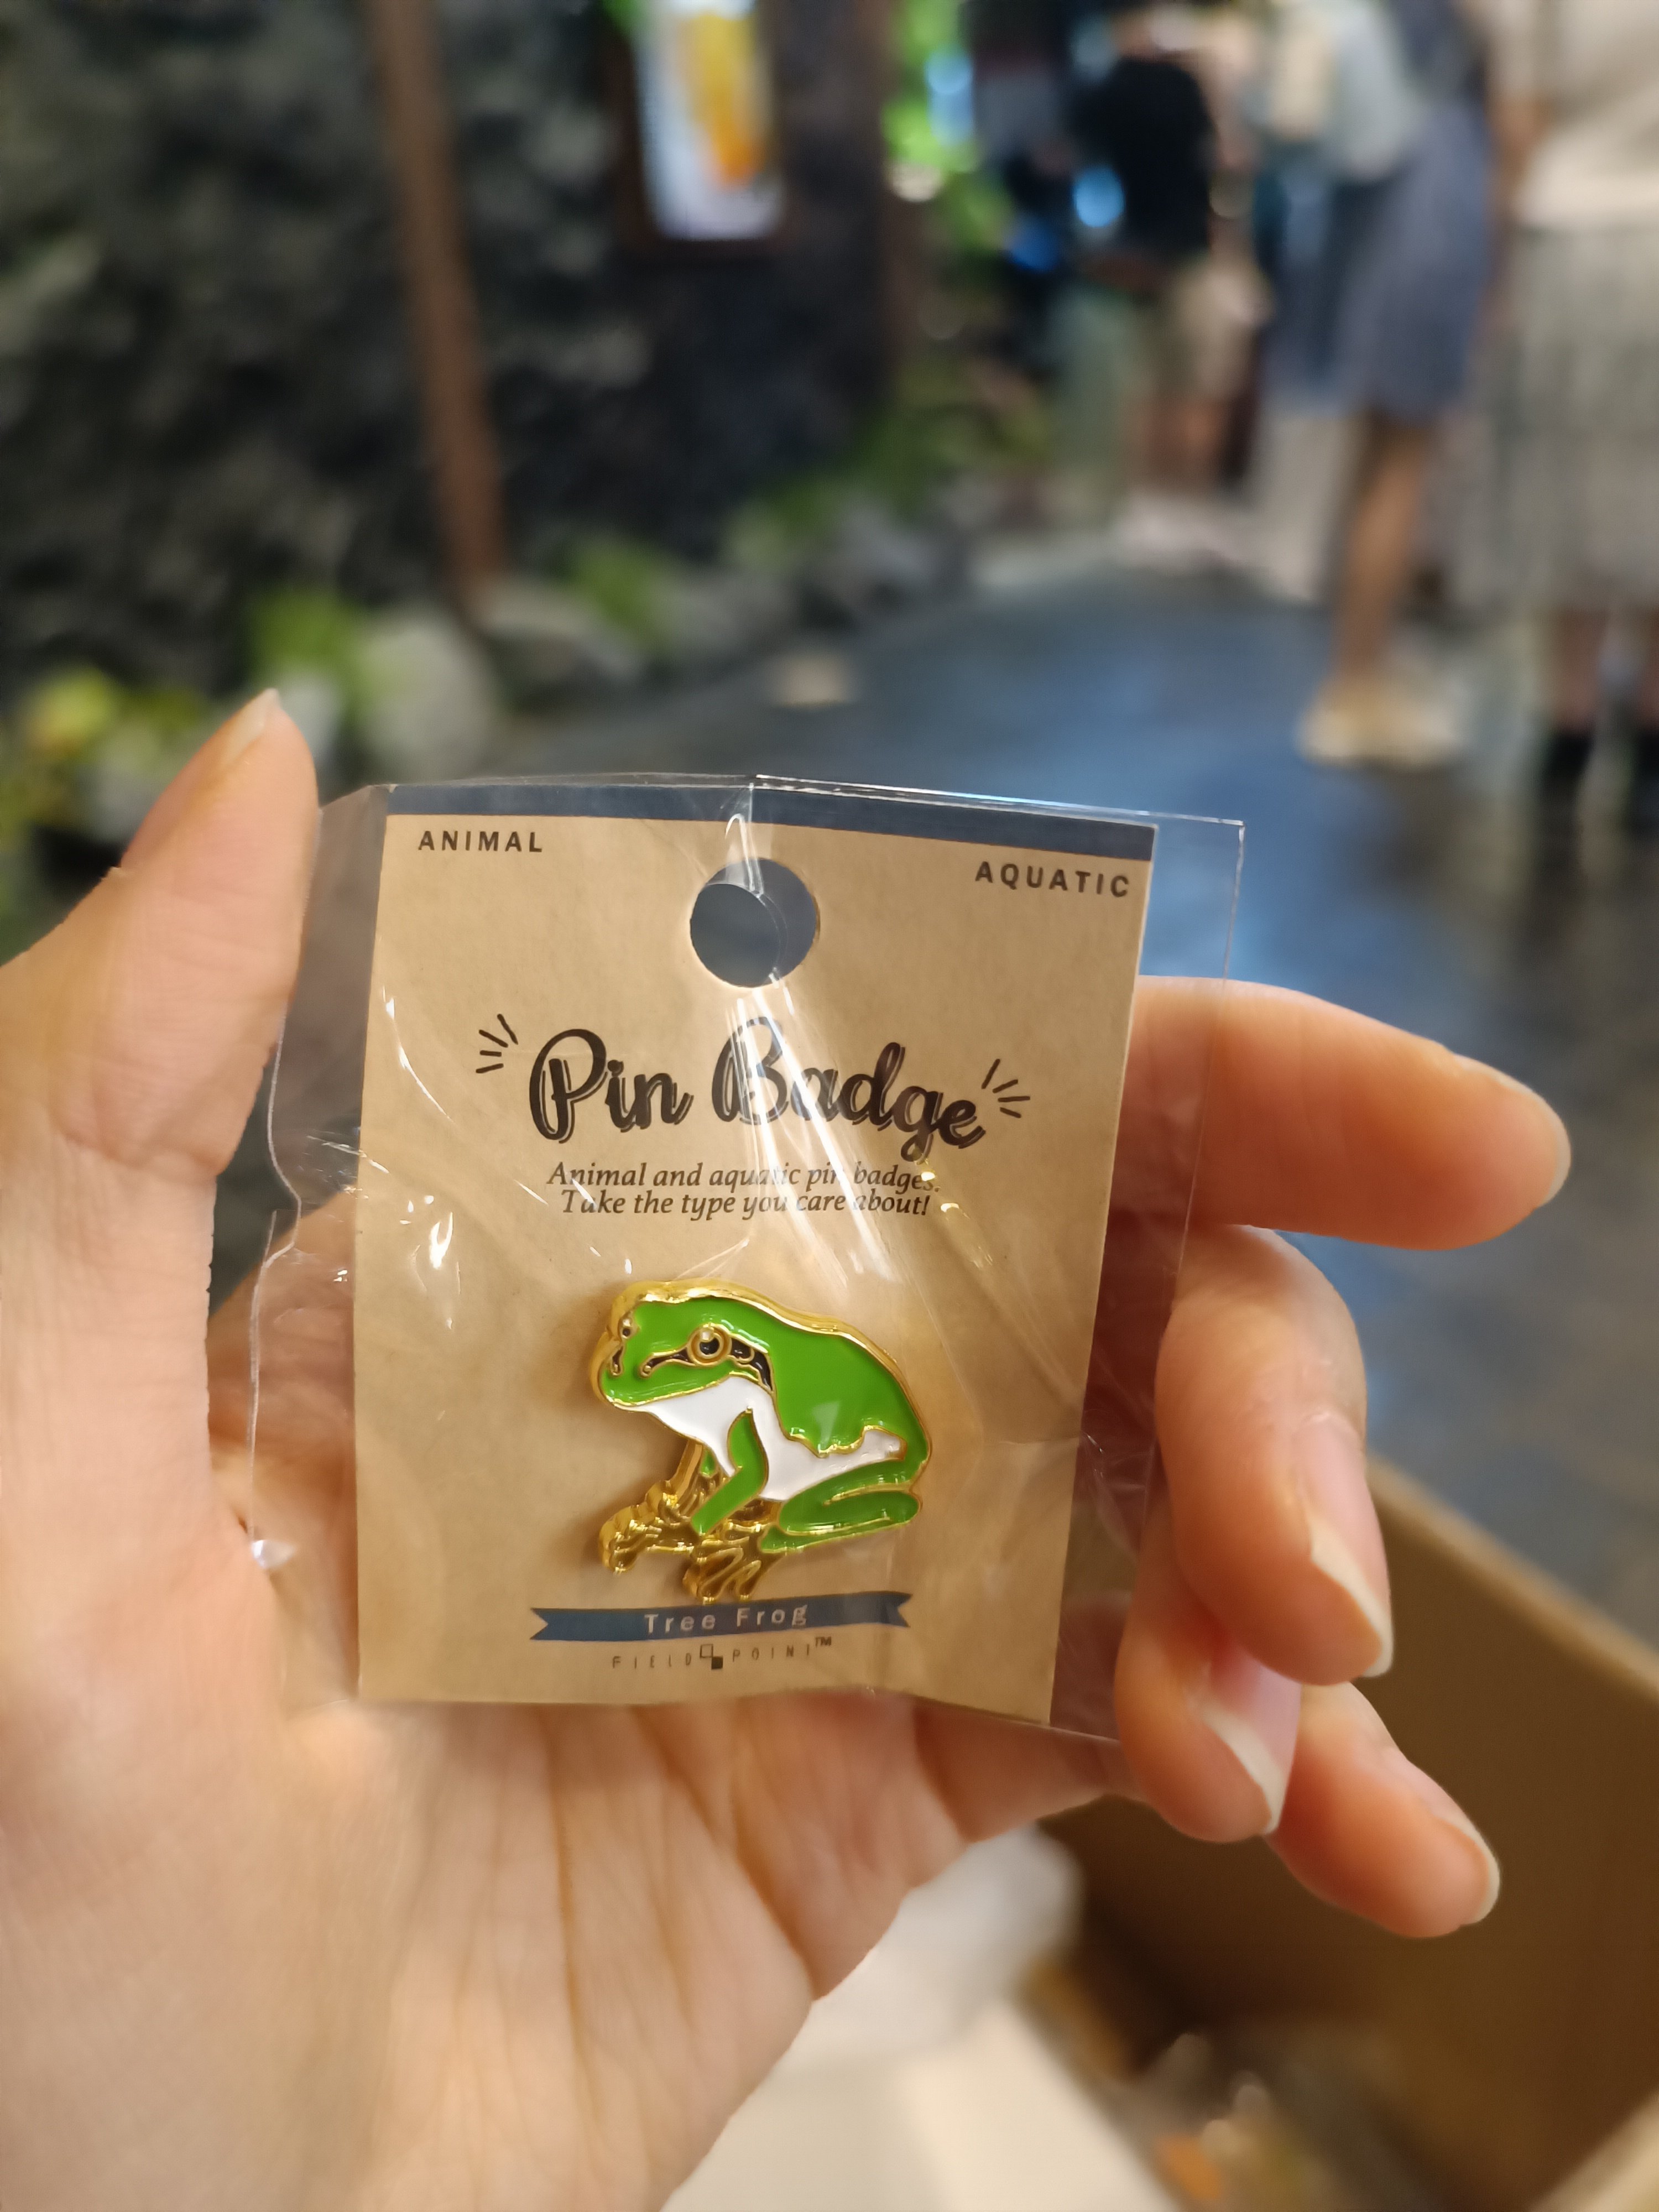 ANIMAL
AQUATIC
Pin Badge
Animal and aquatic pin badges.
Take the type you care about!
Tree Frog
FIELD POINT™